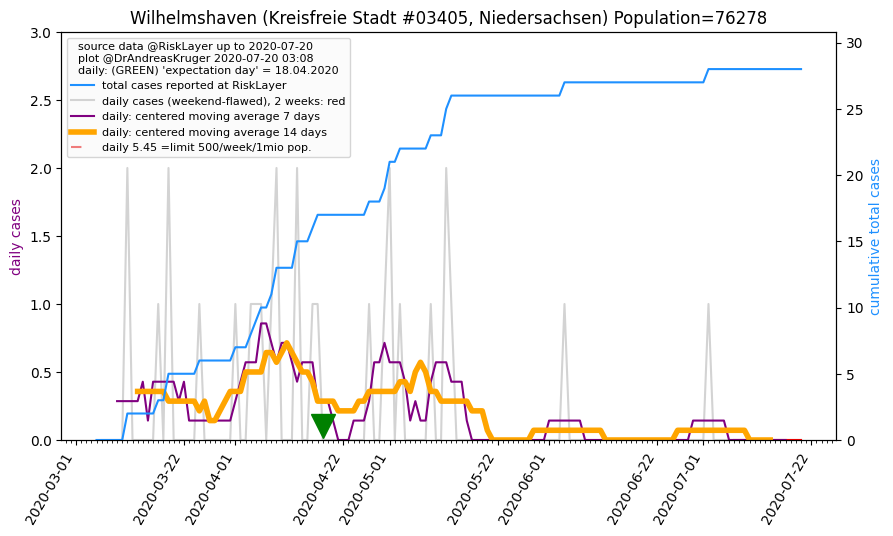 Wilhelmshaven (Kreisfreie Stadt #03405, Niedersachsen) Population=76278
source data @RiskLayer up to 2020-07-20
plot @DrAndreasKruger 2020-07-20 03:08
daily: (GREEN) 'expectation day' = 18.04.2020
total cases reported at RiskLayer
daily cases (weekend-flawed), 2 weeks: red
daily: centered moving average 7 days
daily: centered moving average 14 days
daily 5.45 =limit 500/week/1mio pop.
daily cases
3.0
2.5
2.0
1.5
1.0
0.5
0.0
30
25
20
15
10
5
0
cumulative total cases
2020-03-01
2020-03-22
2020-04-01
2020-04-22
2020-05-01
2020-05-22
2020-06-01
2020-06-22
2020-07-01
2020-07-22